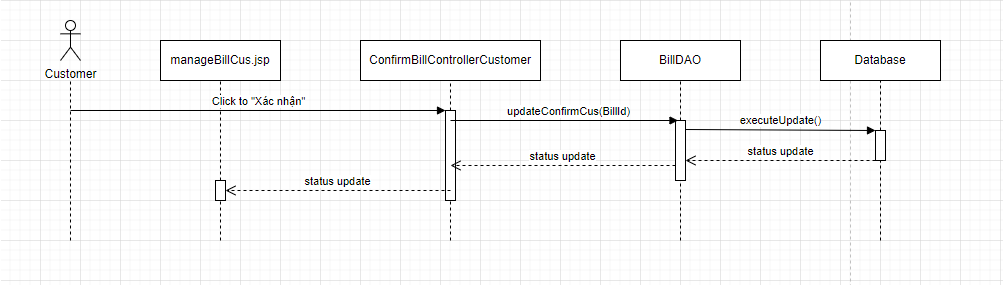 Customer
manageBillCus.jsp
ConfirmBillControllerCustomer
BillDAO
Database
Click to "Xác nhận"
updateConfirmCus(BillId)
executeUpdate()
status update
status update
status update